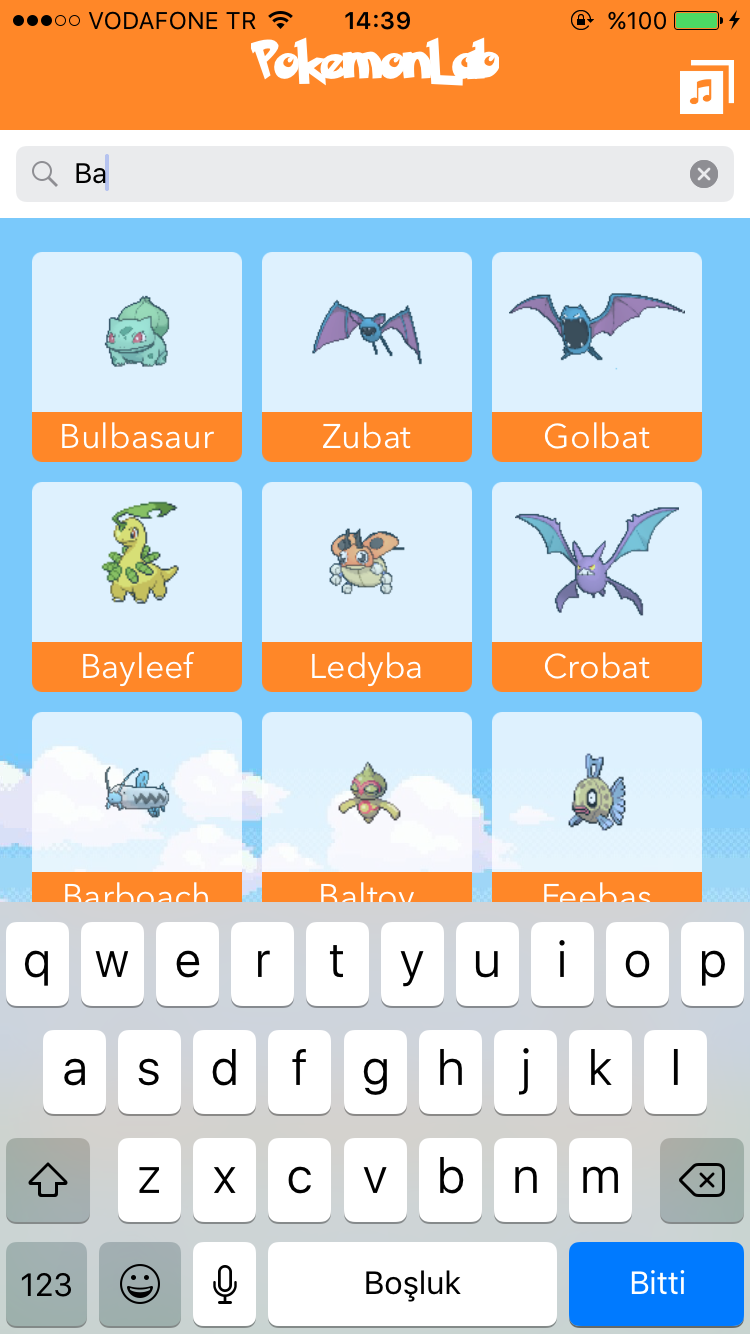 VODAFONE TR 14:39 %100
PokemonLab
Ba
Bulbasaur Zubat Golbat
Bayleef Ledyba Crobat
Barboach Baltoy Feebas
q w e r t y u i o p
a s d f g h j k l
z x c v b n m
123 Boşluk Bitti